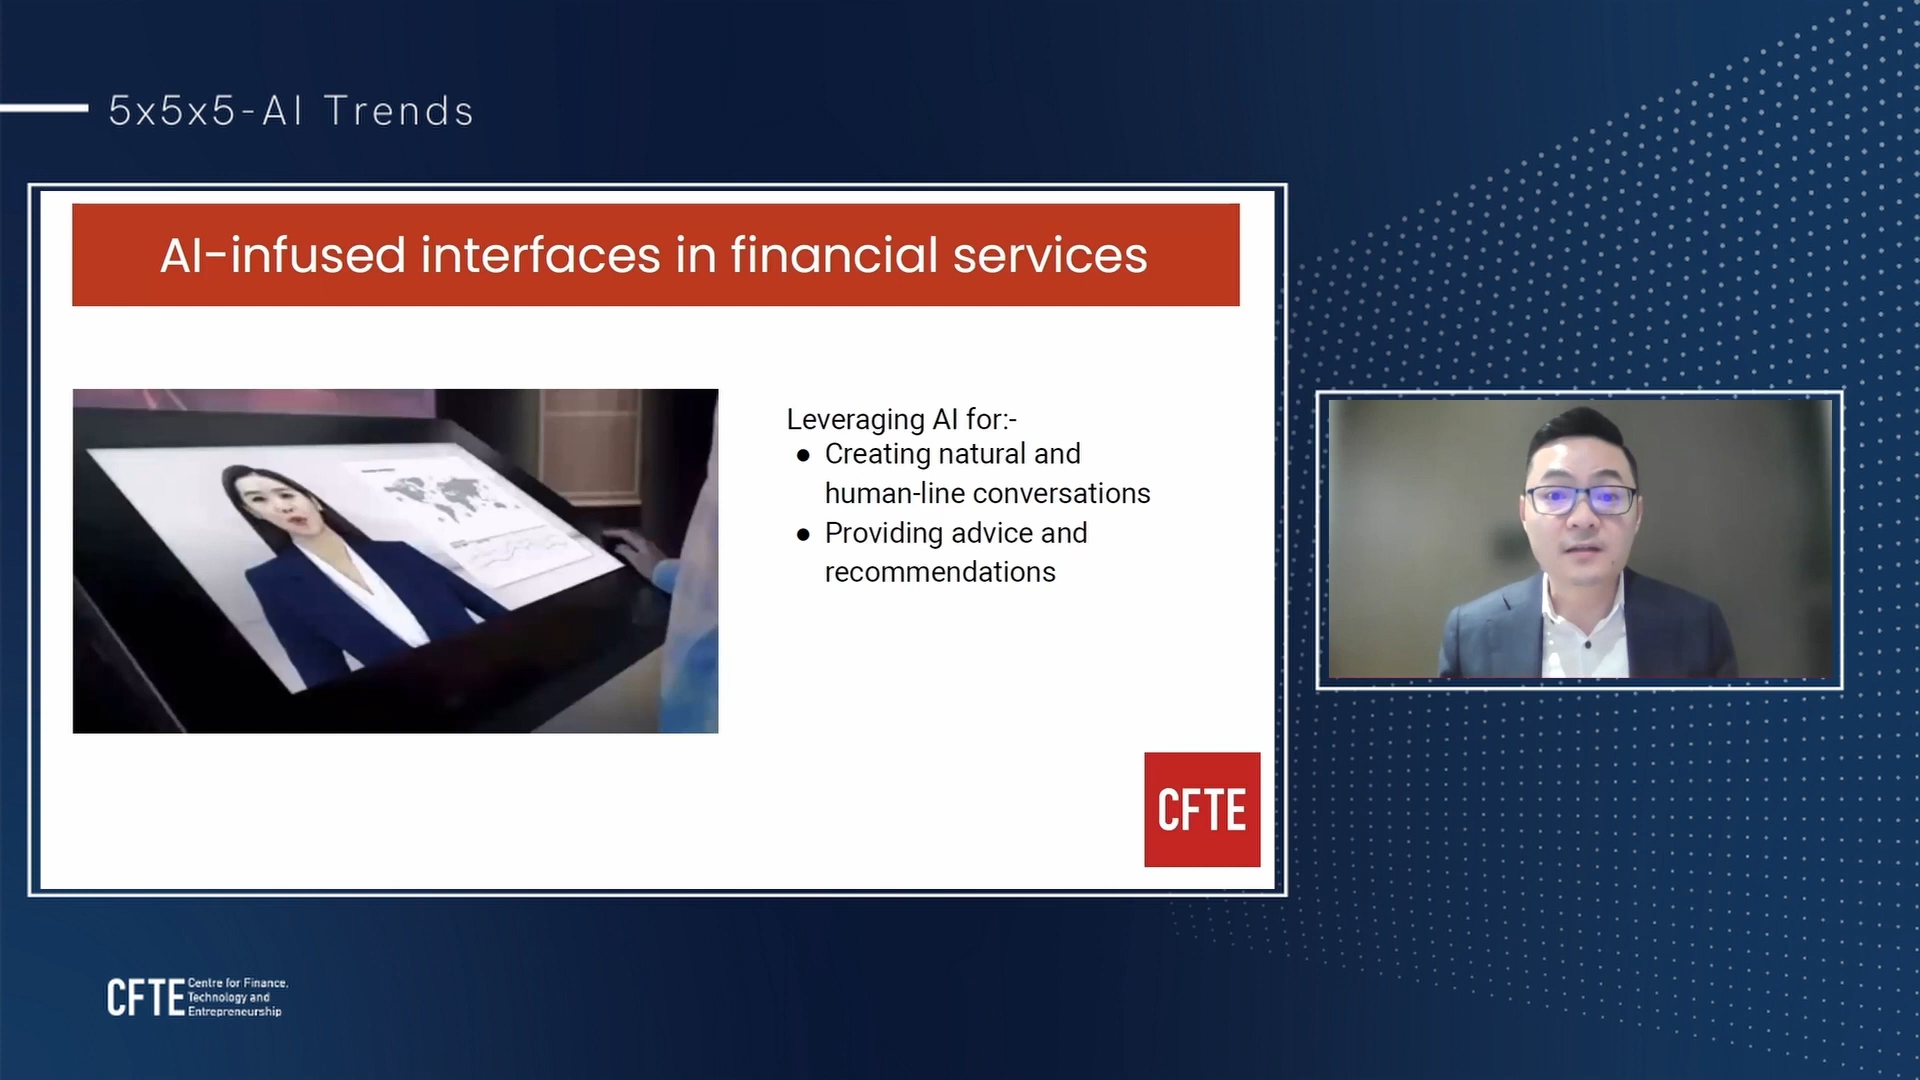 5x5x5-AI Trends
AI-infused interfaces in financial services
Leveraging AI for:-
● Creating natural and
human-line conversations
● Providing advice and
recommendations
CFTE
CFTE
Centre for Finance,
Technology and
Entrepreneurship